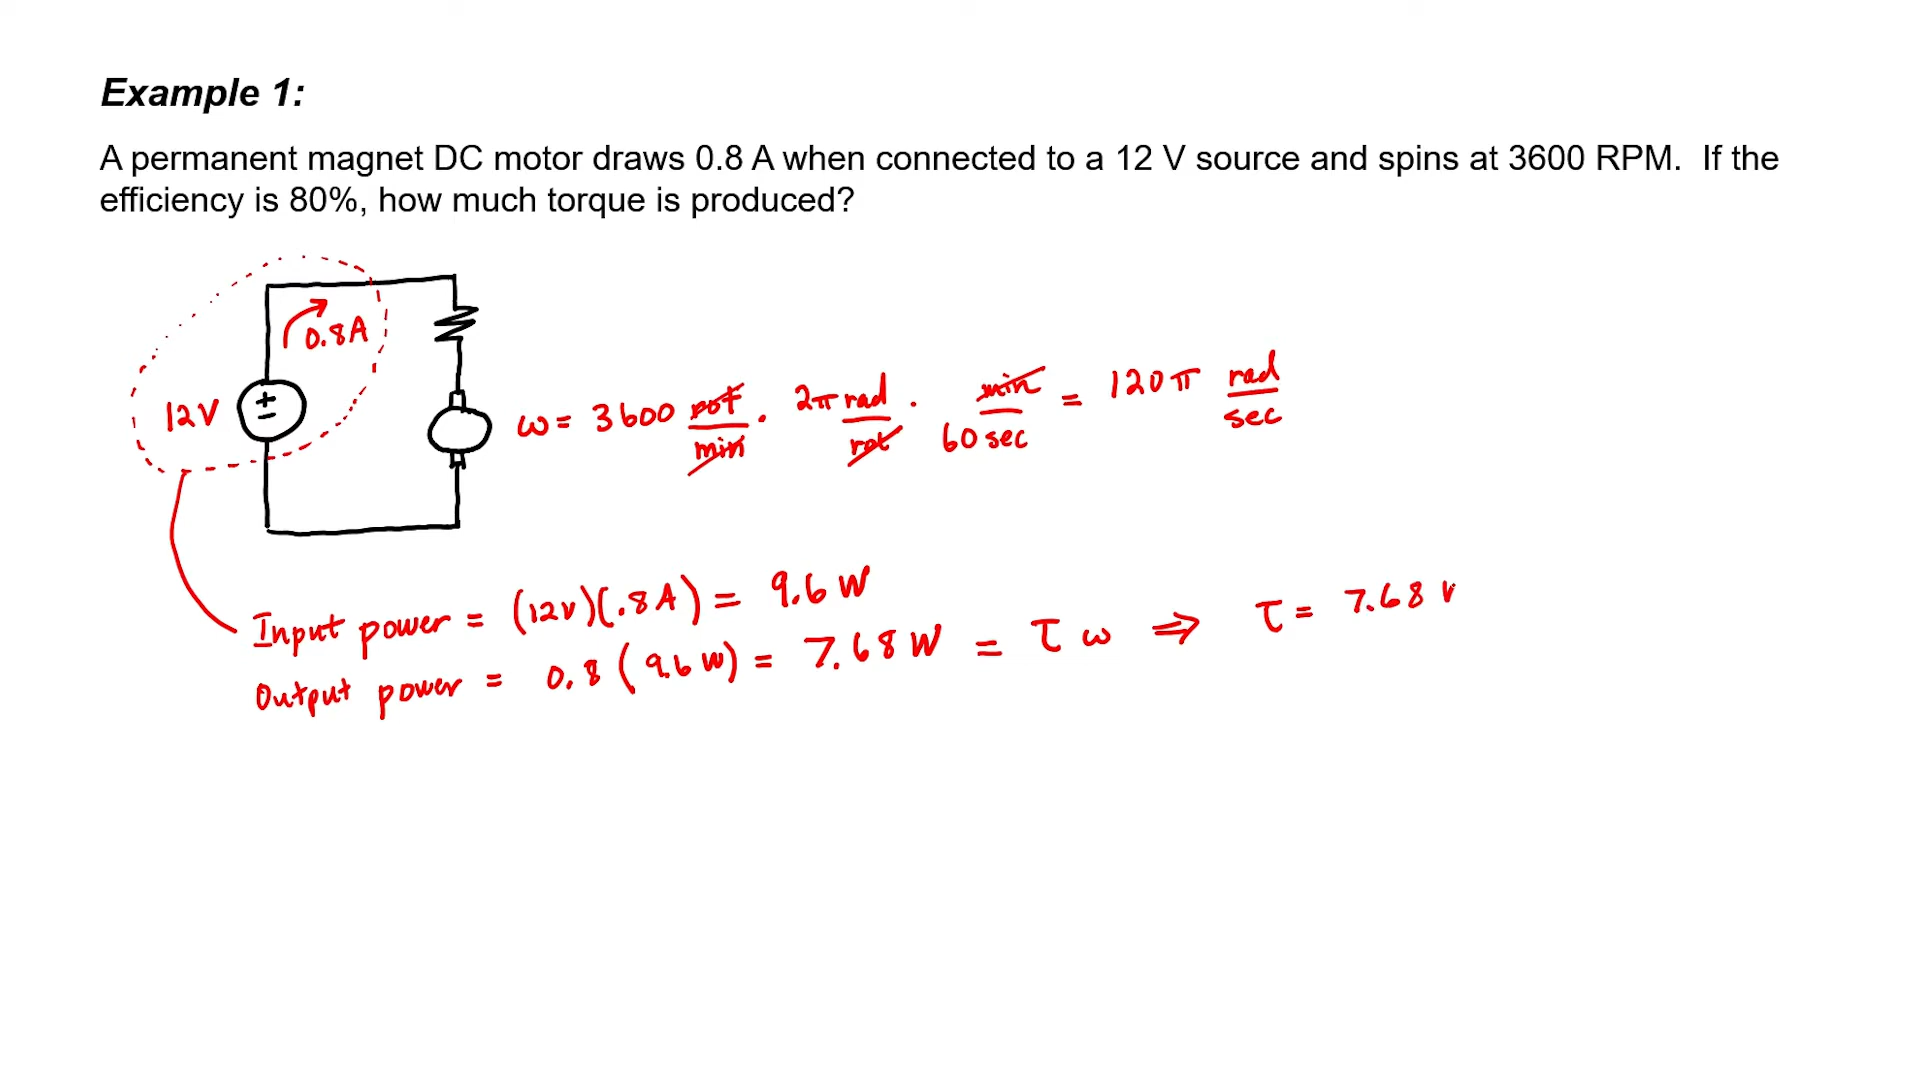 Example 1:
A permanent magnet DC motor draws 0.8 A when connected to a 12 V source and spins at 3600 RPM. If the
efficiency is 80%, how much torque is produced?
0.8A
12V
+
−
ω = 3600 rot/min · 2π rad/rot · min/60 sec = 120π rad/sec
Input power = (12V)(.8A) = 9.6 W
Output power = 0.8 (9.6 W) = 7.68 W = τ ω ⇒ τ = 7.68